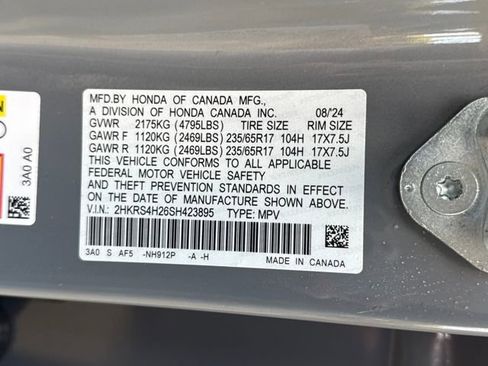 MFD.BY HONDA OF CANADA MFG.,
A DIVISION OF HONDA CANADA INC. 08/'24
GVWR 2175KG (4795LBS) TIRE SIZE RIM SIZE
GAWR F 1120KG (2469LBS) 235/65R17 104H 17X7.5J
GAWR R 1120KG (2469LBS) 235/65R17 104H 17X7.5J
THIS VEHICLE CONFORMS TO ALL APPLICABLE
FEDERAL MOTOR VEHICLE SAFETY
AND THEFT PREVENTION STANDARDS IN EFFECT
ON THE DATE OF MANUFACTURE SHOWN ABOVE.
V.I.N.: 2HKRS4H26SH423895 TYPE: MPV
3A0 S AF5 -NH912P -A -H
MADE IN CANADA
3A0 A0